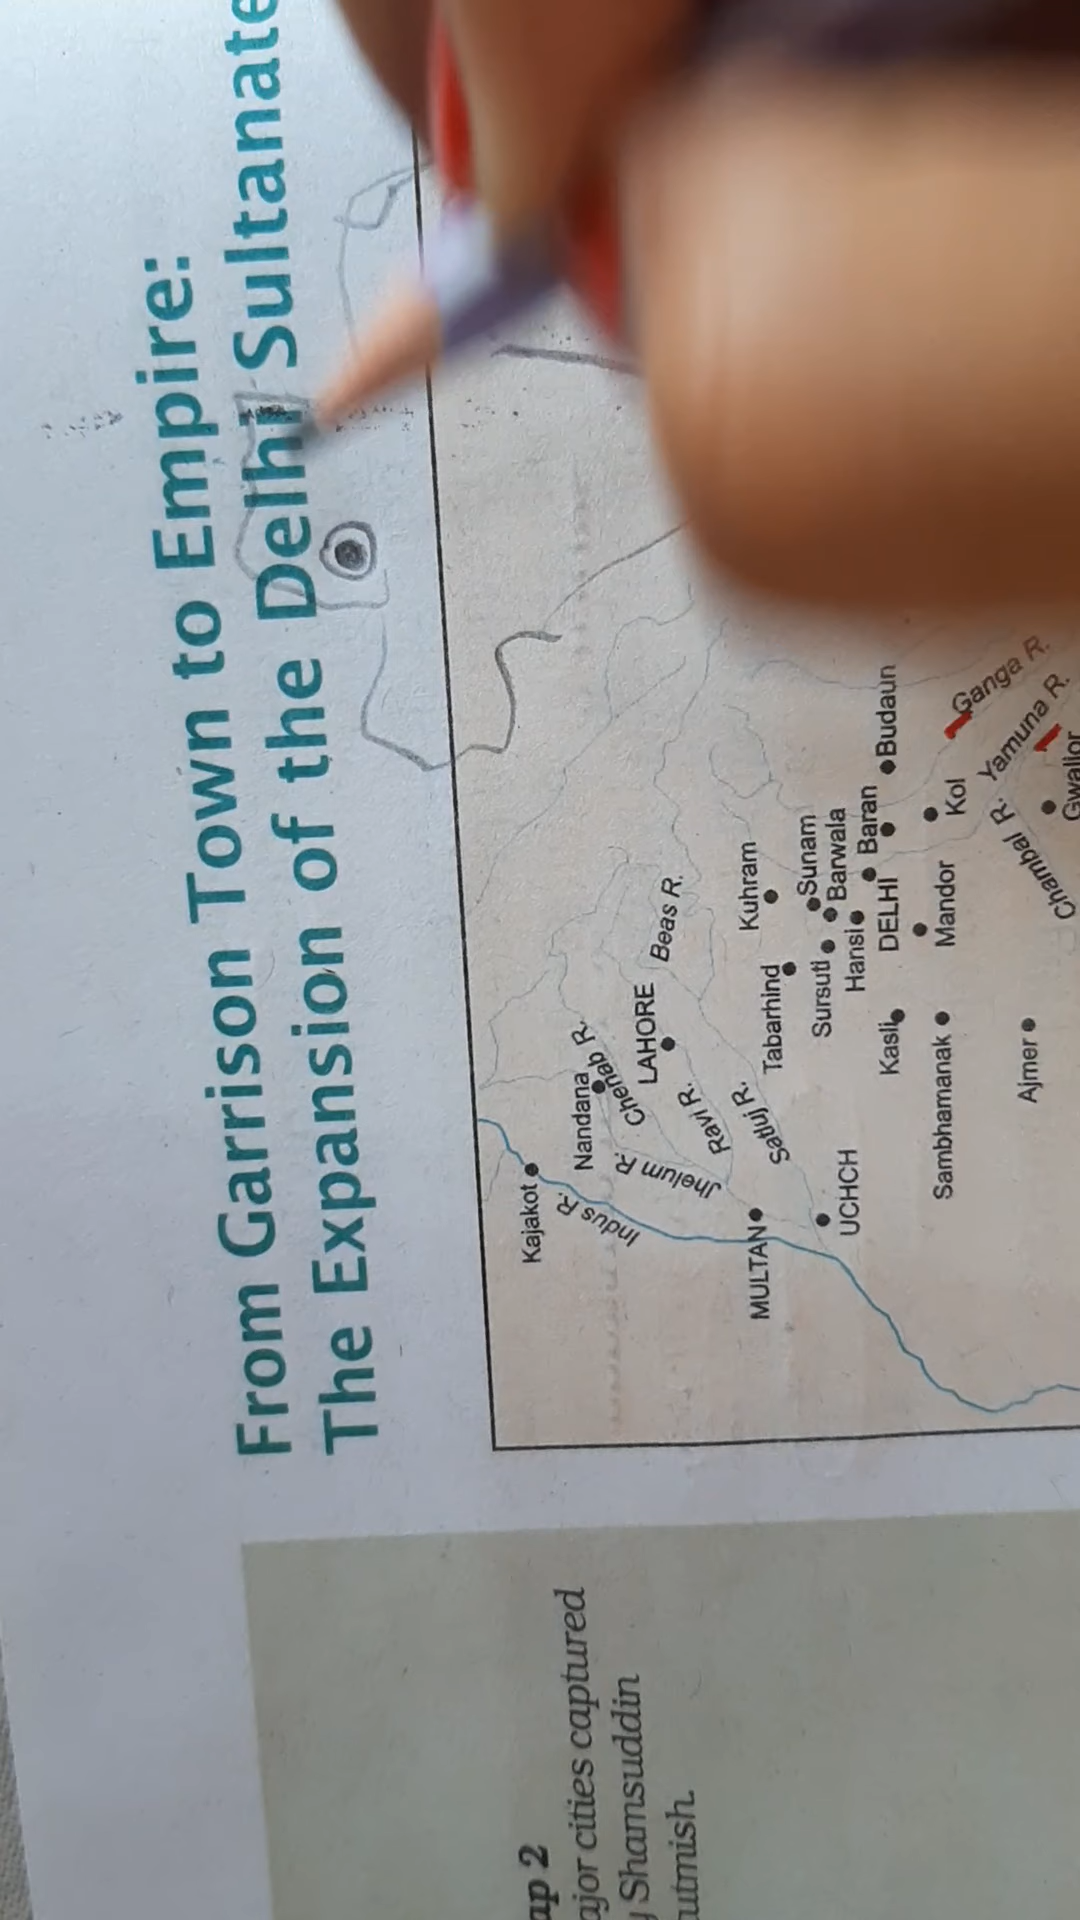 From Garrison Town to Empire:
The Expansion of the Delhi Sultanate
Kajakot
Indus R.
Nandana
Chenab R.
Jhelum R.
LAHORE
Beas R.
Ravi R.
Satluj R.
MULTAN
UCHCH
Kuhram
Tabarhind
Sunam
Sursuti
Barwala
Hansi
Baran
DELHI
Budaun
Kasli
Mandor
Kol
Sambhamanak
Ganga R.
Yamuna R.
Chambal R.
Ajmer
Gwalior
ap 2
ajor cities captured
y Shamsuddin
utmish.